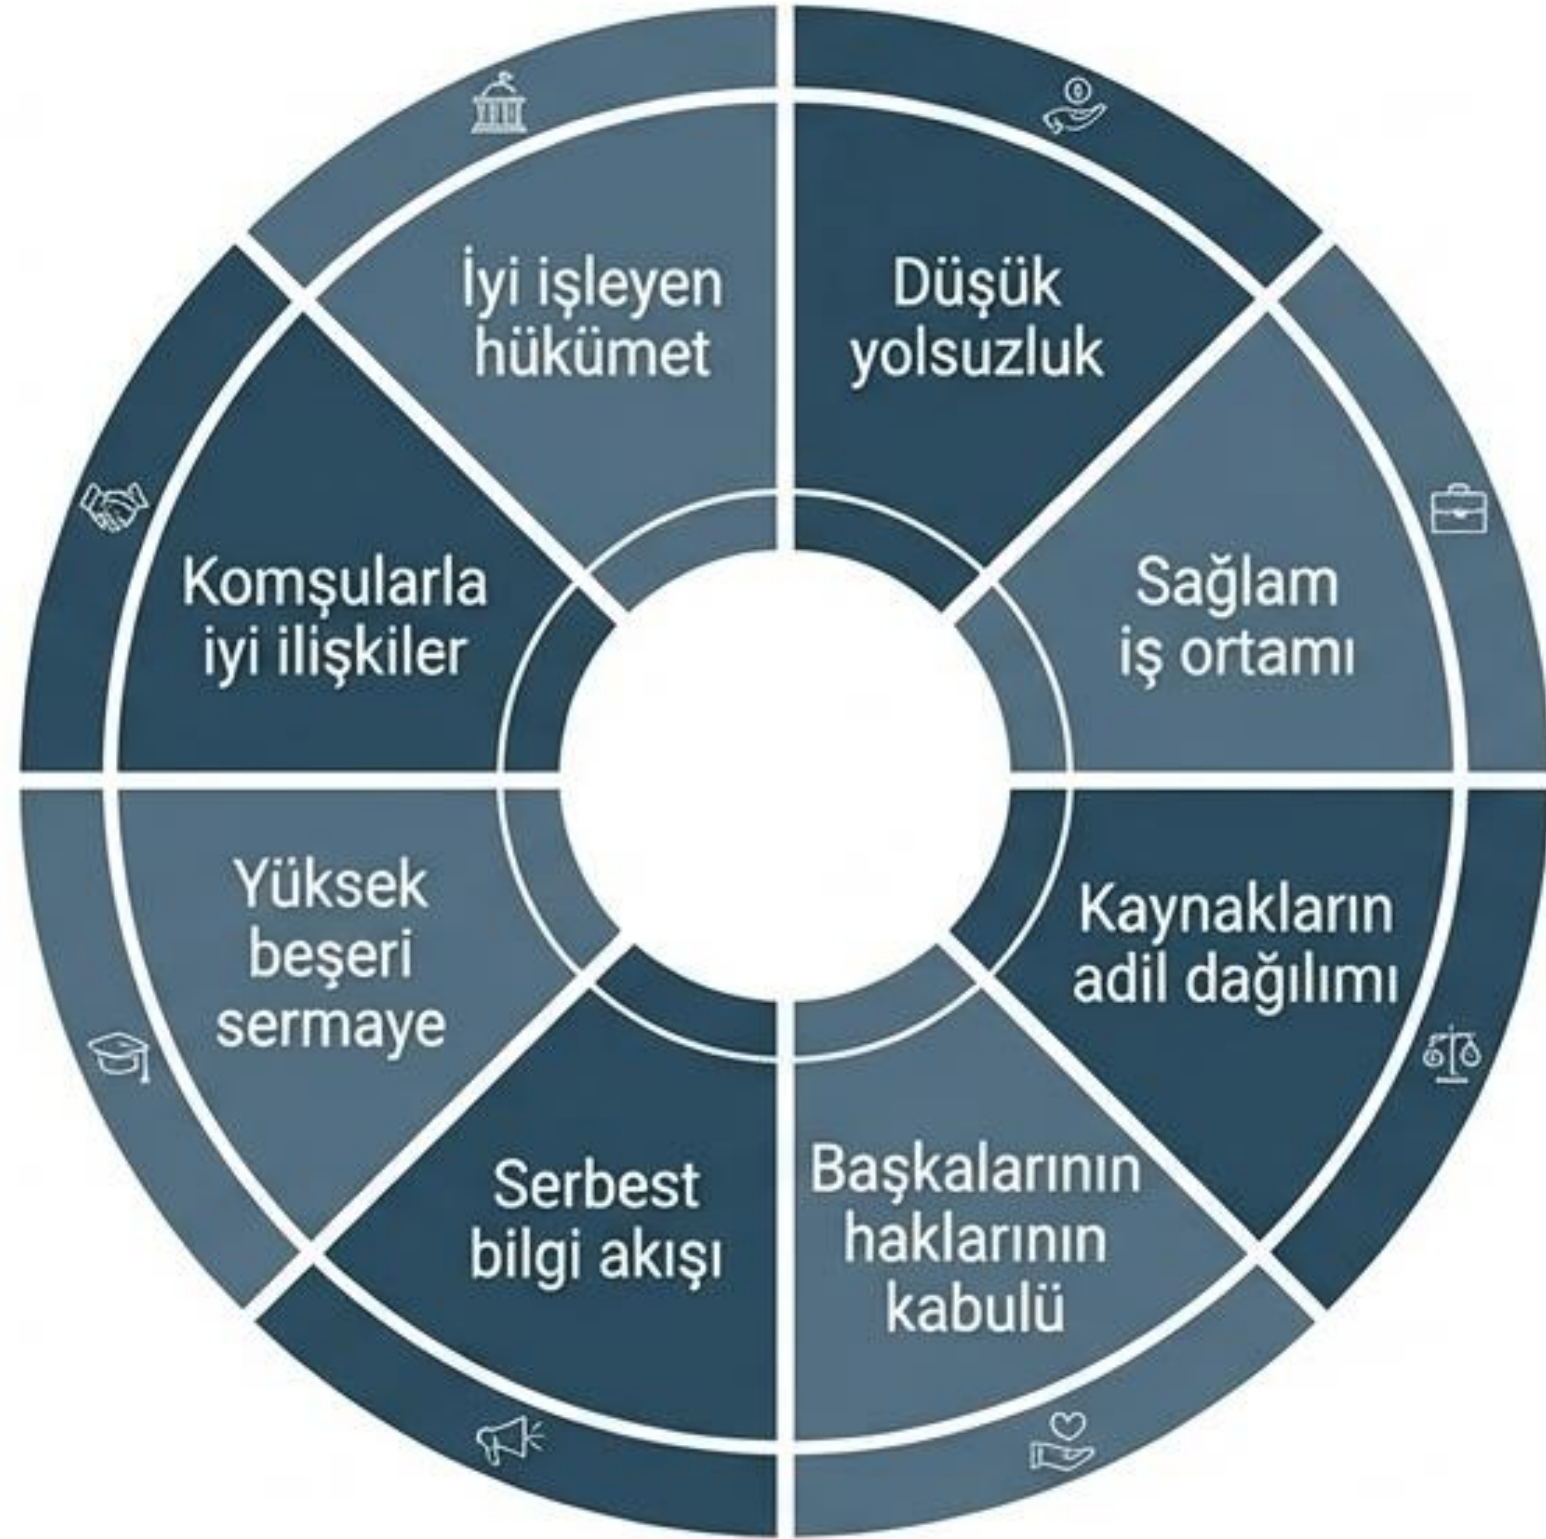 İyi işleyen
hükümet
Düşük
yolsuzluk
Sağlam
iş ortamı
Kaynakların
adil dağılımı
Başkalarının
haklarının
kabulü
Serbest
bilgi akışı
Yüksek
beşeri
sermaye
Komşularla
iyi ilişkiler